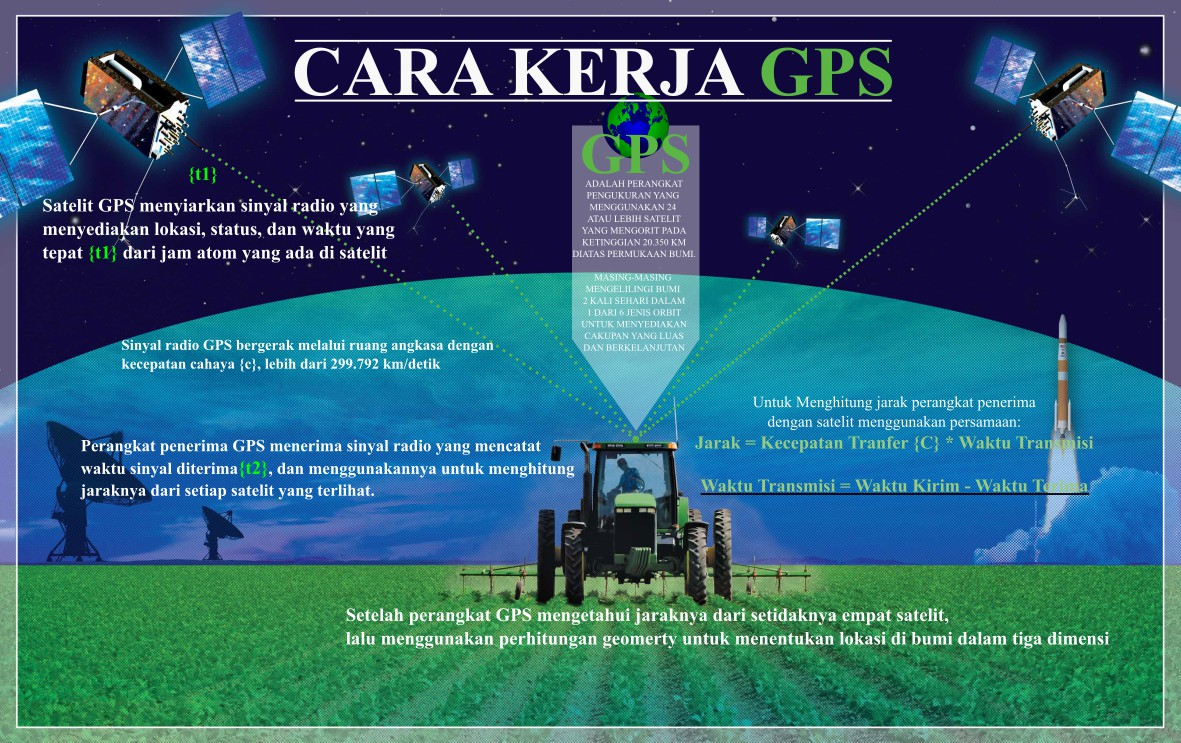 CARA KERJA GPS
GPS
ADALAH PERANGKAT
PENGUKURAN YANG
MENGGUNAKAN 24
ATAU LEBIH SATELIT
YANG MENGORIT PADA
KETINGGIAN 20.350 KM
DIATAS PERMUKAAN BUMI.
MASING-MASING
MENGELILINGI BUMI
2 KALI SEHARI DALAM
1 DARI 6 JENIS ORBIT
UNTUK MENYEDIAKAN
CAKUPAN YANG LUAS
DAN BERKELANJUTAN
{t1}
Satelit GPS menyiarkan sinyal radio yang
menyediakan lokasi, status, dan waktu yang
tepat {t1} dari jam atom yang ada di satelit
Sinyal radio GPS bergerak melalui ruang angkasa dengan
kecepatan cahaya {c}, lebih dari 299.792 km/detik
Perangkat penerima GPS menerima sinyal radio yang mencatat
waktu sinyal diterima{t2}, dan menggunakannya untuk menghitung
jaraknya dari setiap satelit yang terlihat.
Untuk Menghitung jarak perangkat penerima
dengan satelit menggunakan persamaan:
Jarak = Kecepatan Tranfer {C} * Waktu Transmisi
Waktu Transmisi = Waktu Kirim - Waktu Terima
Setelah perangkat GPS mengetahui jaraknya dari setidaknya empat satelit,
lalu menggunakan perhitungan geomerty untuk menentukan lokasi di bumi dalam tiga dimensi